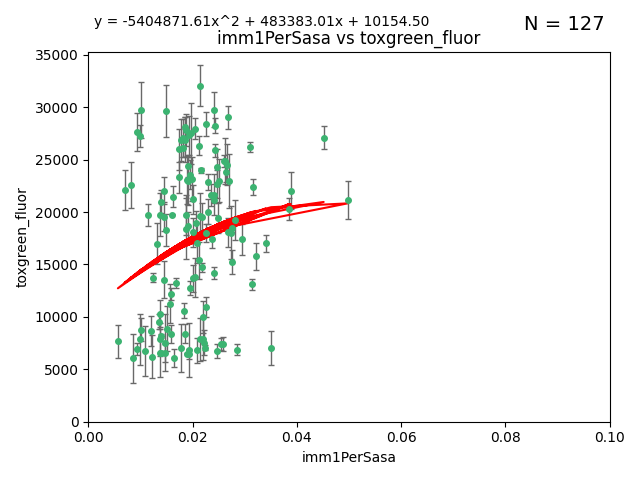 y = -5404871.61x^2 + 483383.01x + 10154.50
N = 127
imm1PerSasa vs toxgreen_fluor
35000
30000
25000
20000
15000
10000
5000
0
toxgreen_fluor
0.00 0.02 0.04 0.06 0.08 0.10
imm1PerSasa